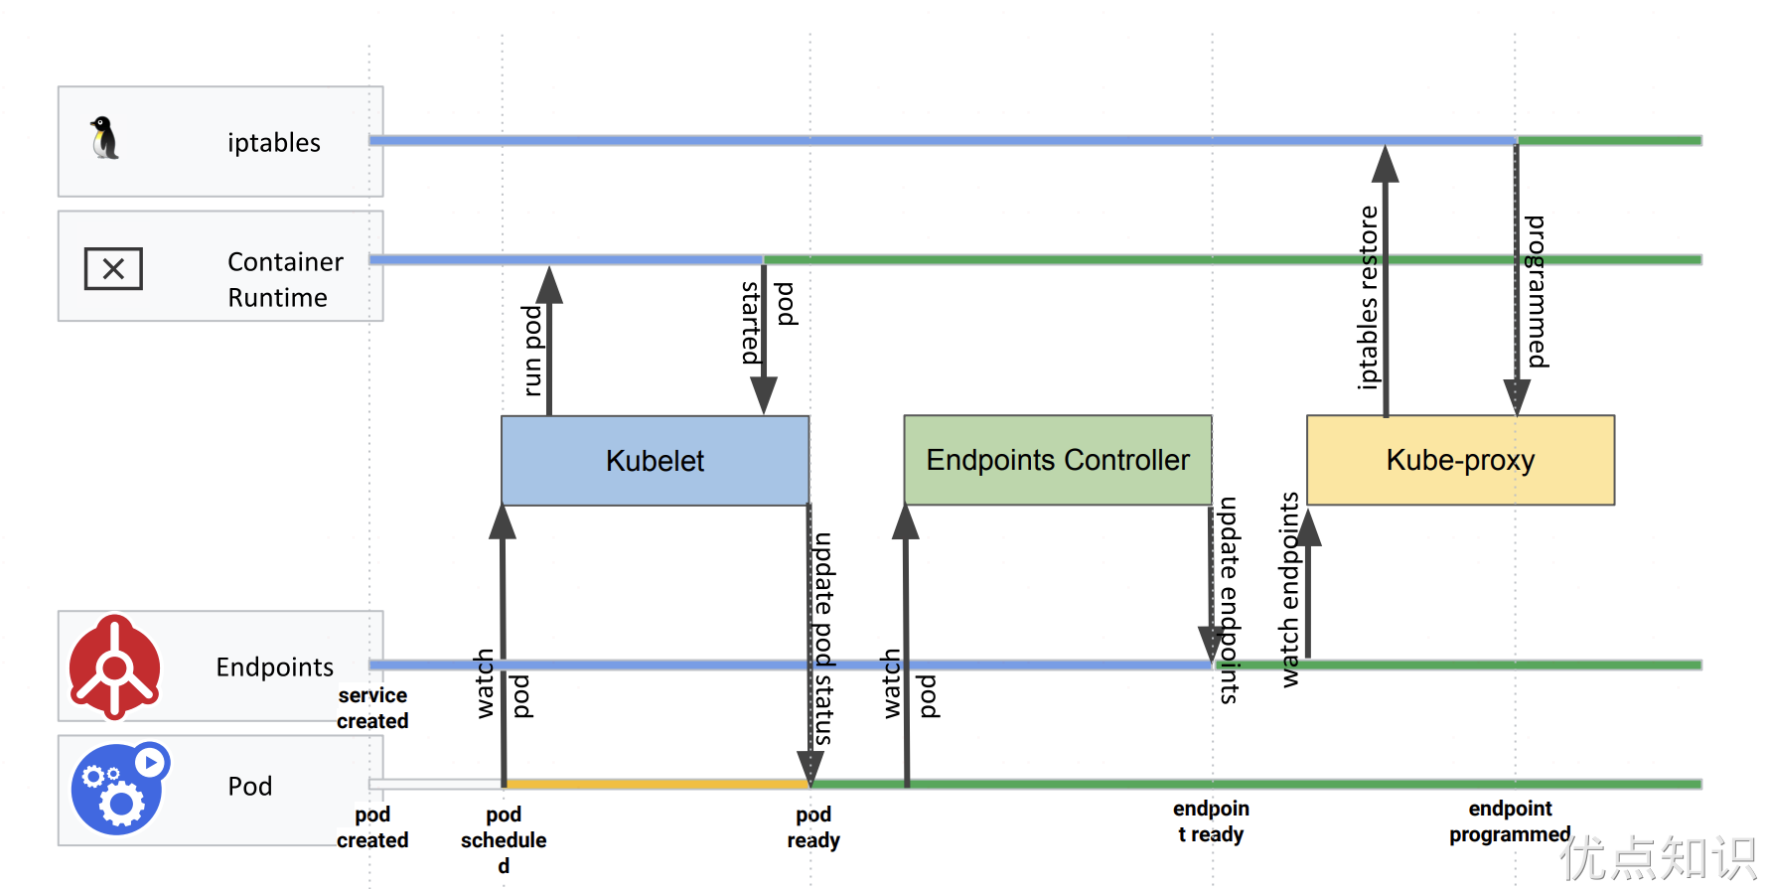 iptables
Container
Runtime
run pod
pod
started
iptables restore
programmed
Kubelet
Endpoints Controller
Kube-proxy
watch
pod
update pod status
watch
pod
update endpoints
watch endpoints
Endpoints
service
created
Pod
pod
created
pod
schedule
d
pod
ready
endpoin
t ready
endpoint
programmed
优点知识